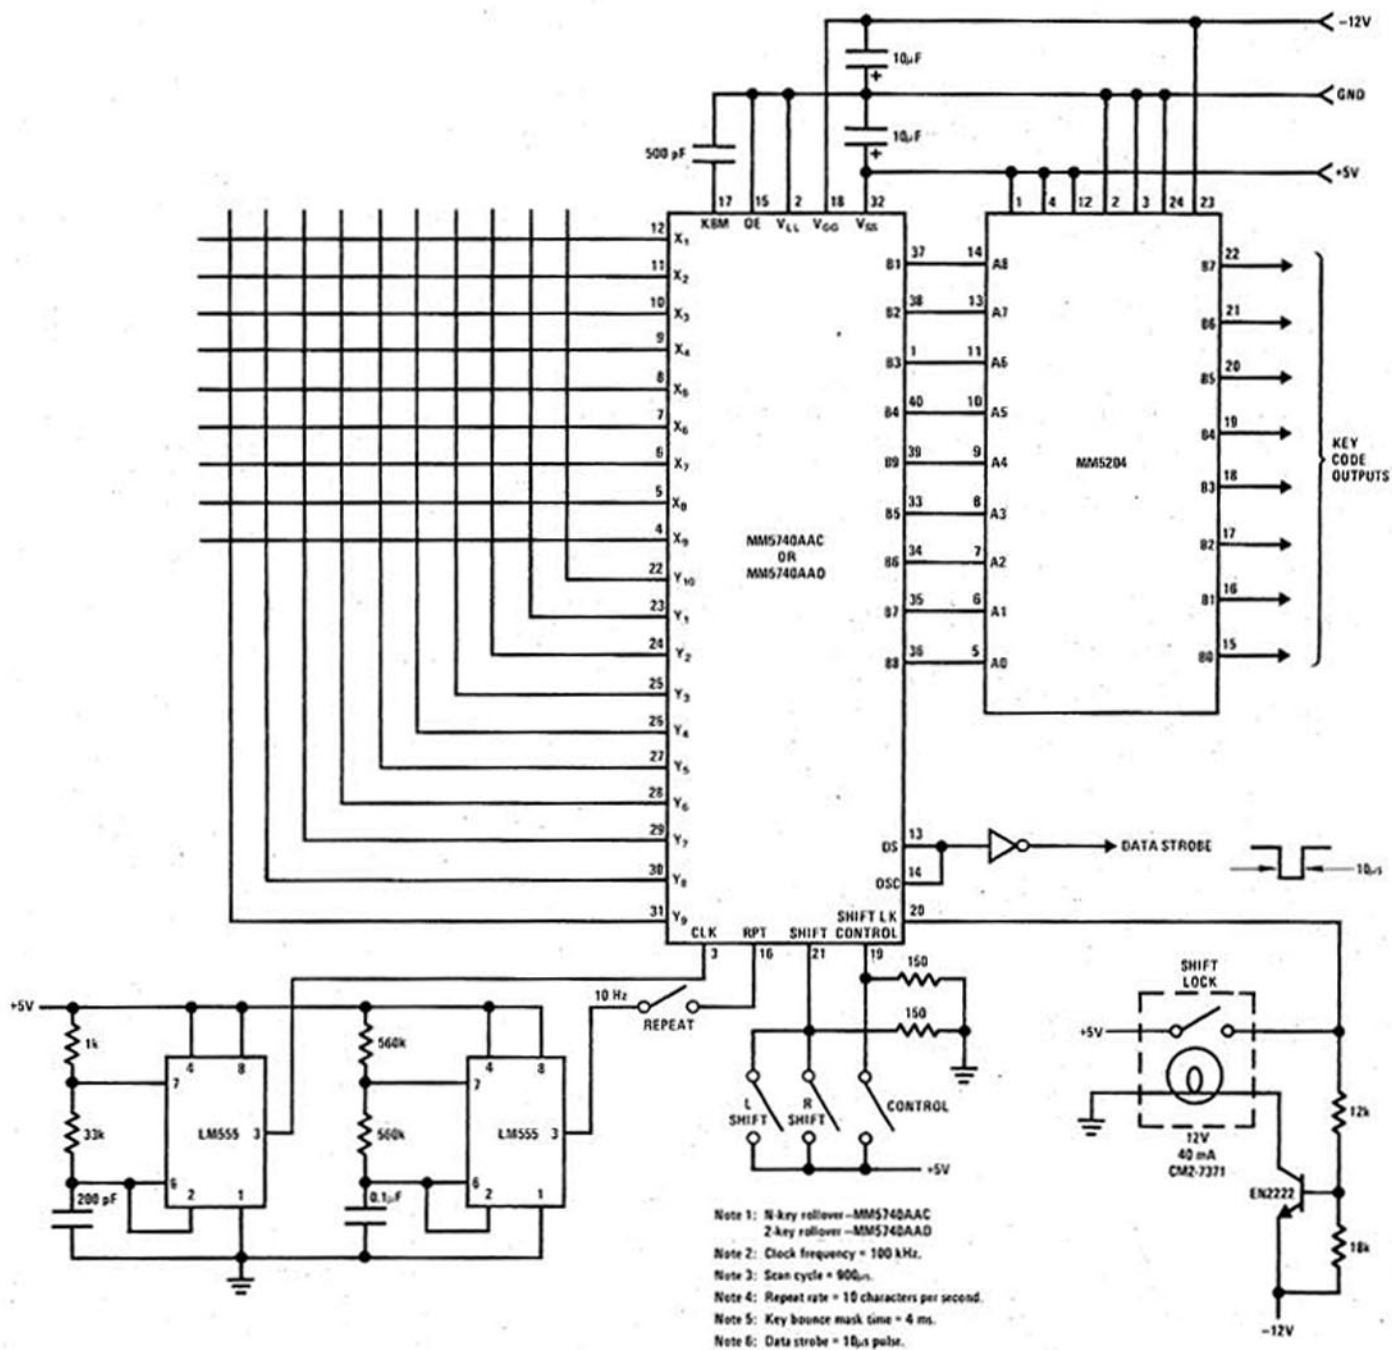 -12V
10µF
+
GND
10µF
+
500 pF
+5V
17 15 2 18 32
KBM OE VLL VGG VSS
1 4 12 2 3 24 23
12 X1
11 X2
10 X3
9 X4
8 X5
7 X6
6 X7
5 X8
4 X9
22 Y10
23 Y1
24 Y2
25 Y3
26 Y4
27 Y5
28 Y6
29 Y7
30 Y8
31 Y9
MM5740AAC
OR
MM5740AAD
B1 37 14 A8
B2 38 13 A7
B3 1 11 A6
B4 40 10 A5
B9 39 9 A4
B5 33 8 A3
B6 34 7 A2
B7 35 6 A1
B8 36 5 A0
MM5204
B7 22
B6 21
B5 20
B4 19
B3 18
B2 17
B1 16
B0 15
KEY
CODE
OUTPUTS
DS 13
DATA STROBE
10µs
OSC 14
SHIFT LK 20
CLK RPT SHIFT CONTROL
3 16 21 19
150
150
10 Hz
REPEAT
+5V
1k
33k
200 pF
4 8
7
LM555 3
6
2 1
560k
560k
0.1µF
4 8
7
LM555 3
6
2 1
L
SHIFT
R
SHIFT
CONTROL
+5V
SHIFT
LOCK
+5V
12V
40 mA
CM2-7371
12k
EN2222
18k
-12V
Note 1: N-key rollover–MM5740AAC
2-key rollover–MM5740AAD
Note 2: Clock frequency = 100 kHz.
Note 3: Scan cycle = 900µs.
Note 4: Repeat rate = 10 characters per second.
Note 5: Key bounce mask time = 4 ms.
Note 6: Data strobe = 10µs pulse.